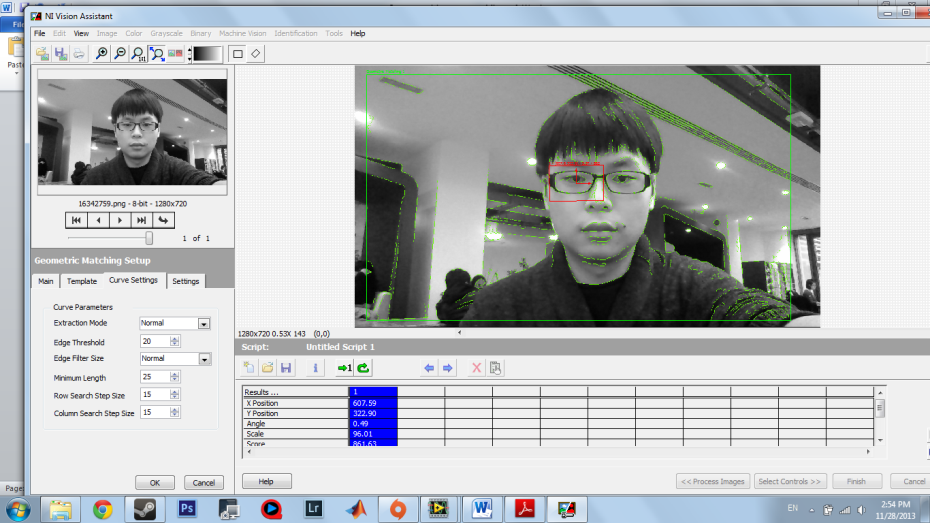 NI Vision Assistant
File Edit View Image Color Grayscale Binary Machine Vision Identification Tools Help
File
Paste
16342759.png - 8-bit - 1280x720
1 of 1
Geometric Matching Setup
Main Template Curve Settings Settings
Curve Parameters
Extraction Mode Normal
Edge Threshold 20
Edge Filter Size Normal
Minimum Length 25
Row Search Step Size 15
Column Search Step Size 15
OK Cancel
1280x720 0.53X 143 (0,0)
Script: Untitled Script 1
Results ... 1
X Position 607.59
Y Position 322.90
Angle 0.49
Scale 96.01
Score 861.63
Help << Process Images Select Controls >> Finish Cancel
Page:
Ps Lr W
EN 2:54 PM
11/28/2013